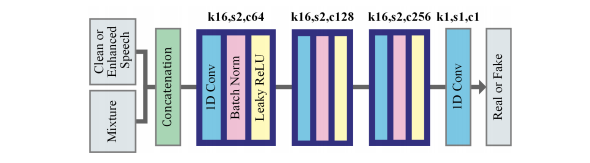 k16,s2,c64
k16,s2,c128
k16,s2,c256
k1,s1,c1
Clean or
Enhanced
Speech
Mixture
Concatenation
1D Conv
Batch Norm
Leaky ReLU
1D Conv
Real or Fake